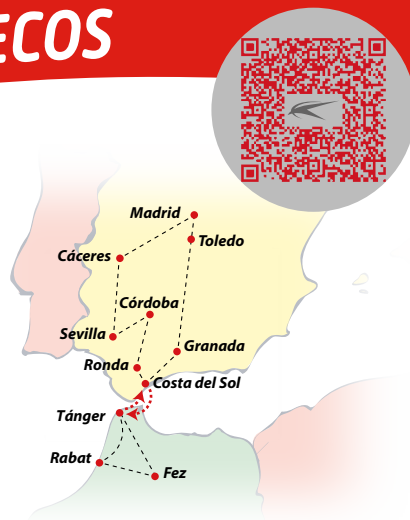 ECOS
Madrid
Toledo
Cáceres
Córdoba
Sevilla
Granada
Ronda
Costa del Sol
Tánger
Rabat
Fez